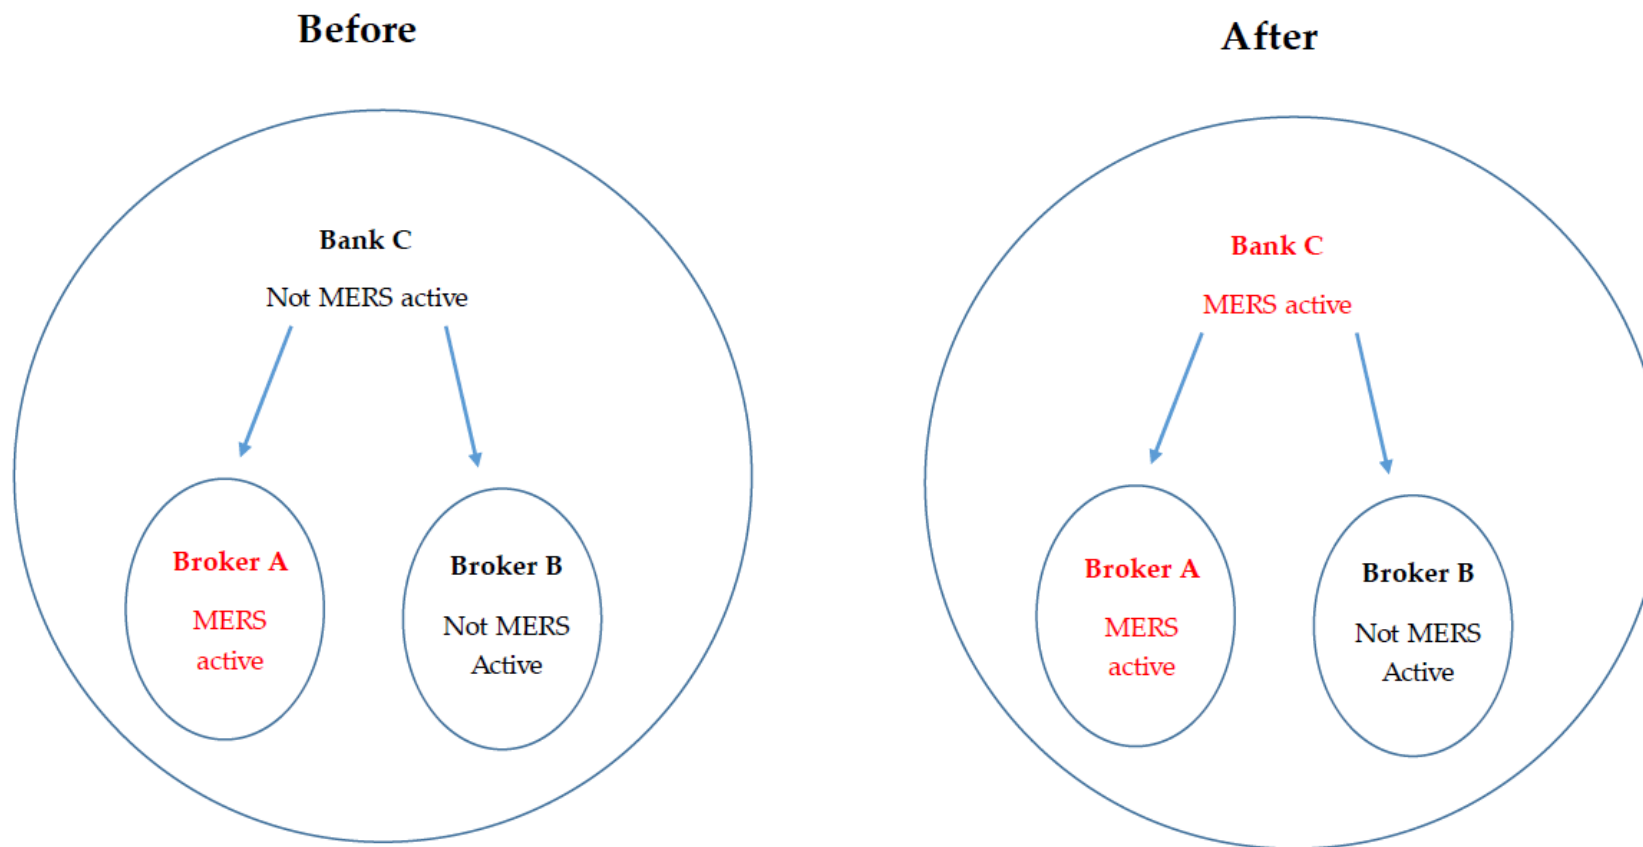 Before
Bank C
Not MERS active
Broker A
MERS
active
Broker B
Not MERS
Active
After
Bank C
MERS active
Broker A
MERS
active
Broker B
Not MERS
Active